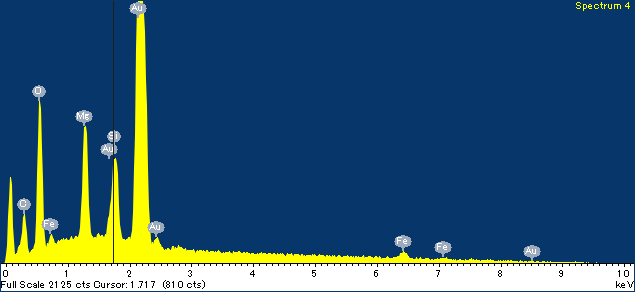 Spectrum 4
Au
O
Mg
Si
Au
C
Fe
Au
Fe
Fe
Au
0 1 2 3 4 5 6 7 8 9 10
Full Scale 2125 cts Cursor: 1.717 (810 cts) keV